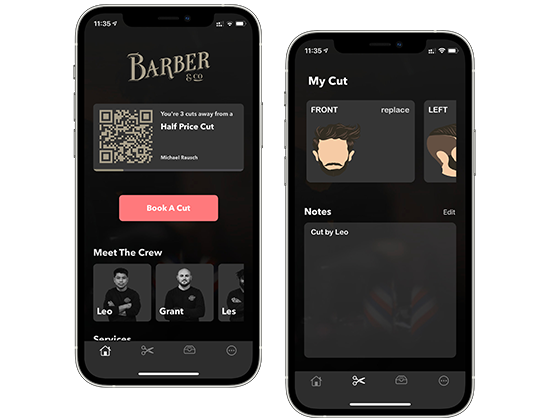 11:35
BARBER
& CO
You're 3 cuts away from a
Half Price Cut
Michael Rausch
Book A Cut
Meet The Crew
Leo
Grant
Les
Services
11:35
My Cut
FRONT
replace
LEFT
Notes
Edit
Cut by Leo